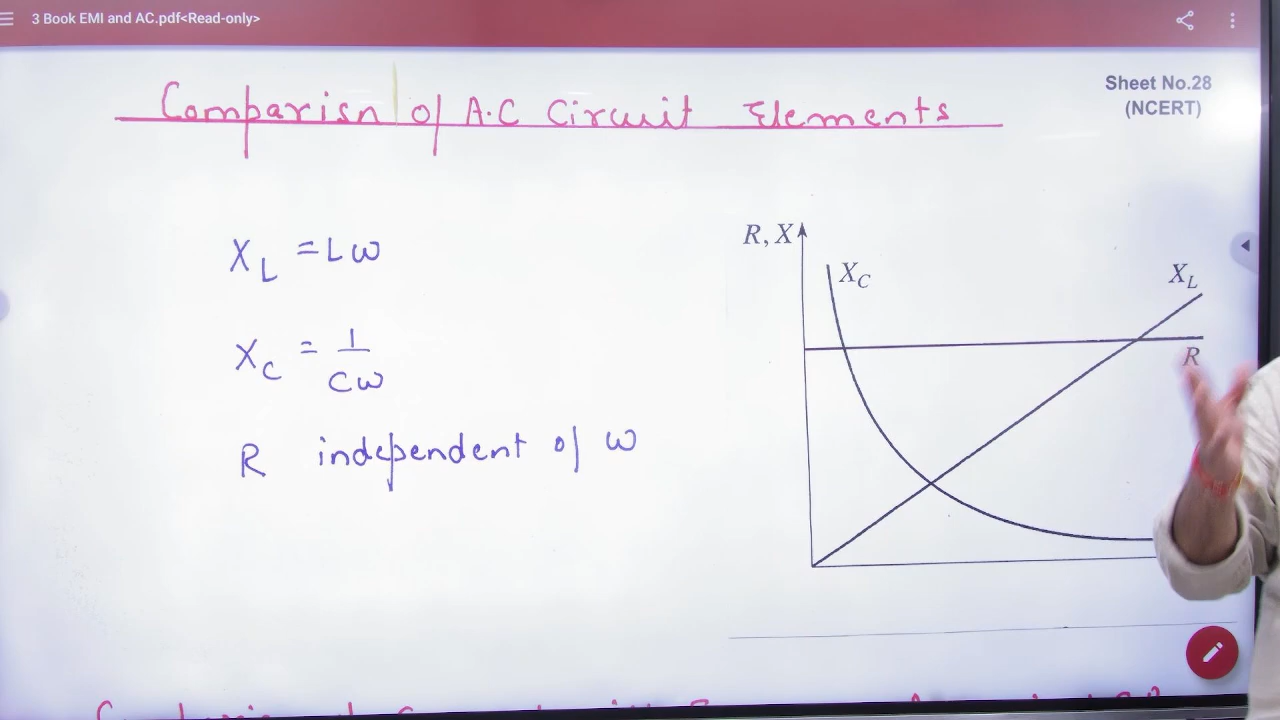 3 Book EMI and AC.pdf<Read-only>
Sheet No.28
(NCERT)
Comparisn of A.C Circuit Elements
X_L = Lω
X_C = 1/Cω
R independent of ω
R, X
X_C
X_L
R